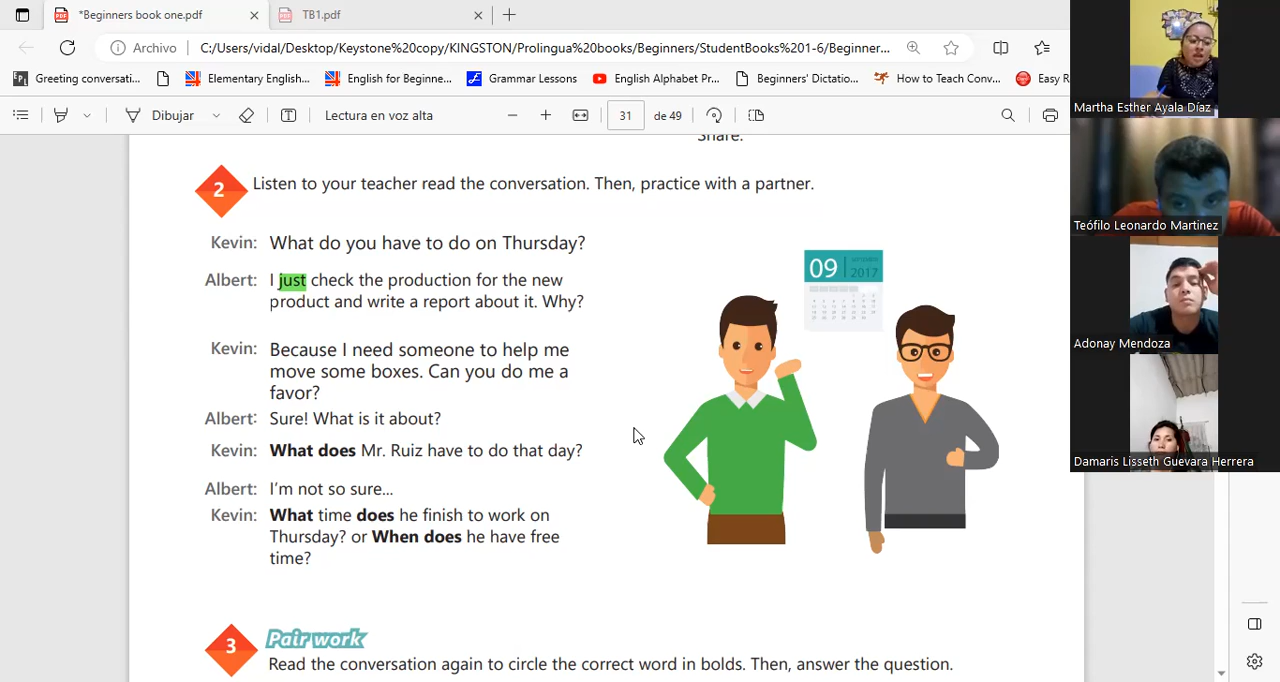 *Beginners book one.pdf
TB1.pdf
Archivo
C:/Users/vidal/Desktop/Keystone%20copy/KINGSTON/Prolingua%20books/Beginners/StudentBooks%201-6/Beginner...
Greeting conversati...
Elementary English...
English for Beginne...
Grammar Lessons
English Alphabet Pr...
Beginners' Dictatio...
How to Teach Conv...
Easy R
Dibujar
Lectura en voz alta
31
de 49
Share.
2
Listen to your teacher read the conversation. Then, practice with a partner.
Kevin: What do you have to do on Thursday?
Albert: I just check the production for the new
product and write a report about it. Why?
Kevin: Because I need someone to help me
move some boxes. Can you do me a
favor?
Albert: Sure! What is it about?
Kevin: What does Mr. Ruiz have to do that day?
Albert: I'm not so sure...
Kevin: What time does he finish to work on
Thursday? or When does he have free
time?
09
2017
3
Pair work
Read the conversation again to circle the correct word in bolds. Then, answer the question.
Martha Esther Ayala Díaz
Teófilo Leonardo Martinez
Adonay Mendoza
Damaris Lisseth Guevara Herrera